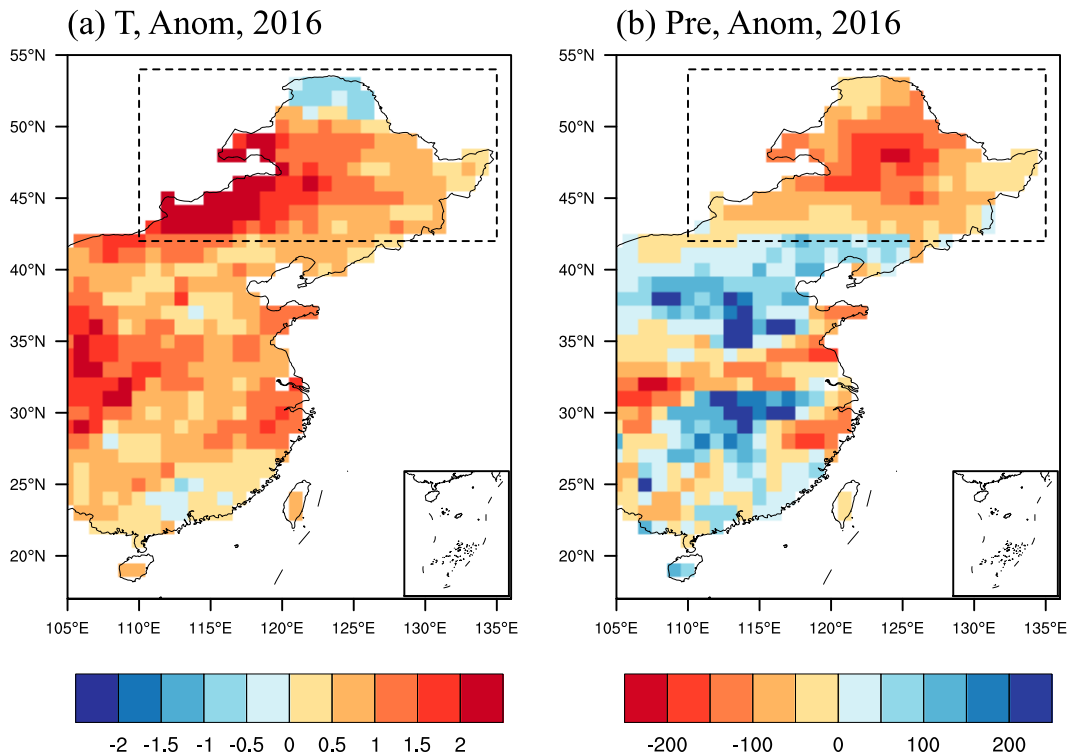 (a) T, Anom, 2016
(b) Pre, Anom, 2016
55°N
50°N
45°N
40°N
35°N
30°N
25°N
20°N
105°E 110°E 115°E 120°E 125°E 130°E 135°E
-2 -1.5 -1 -0.5 0 0.5 1 1.5 2
55°N
50°N
45°N
40°N
35°N
30°N
25°N
20°N
105°E 110°E 115°E 120°E 125°E 130°E 135°E
-200 -100 0 100 200